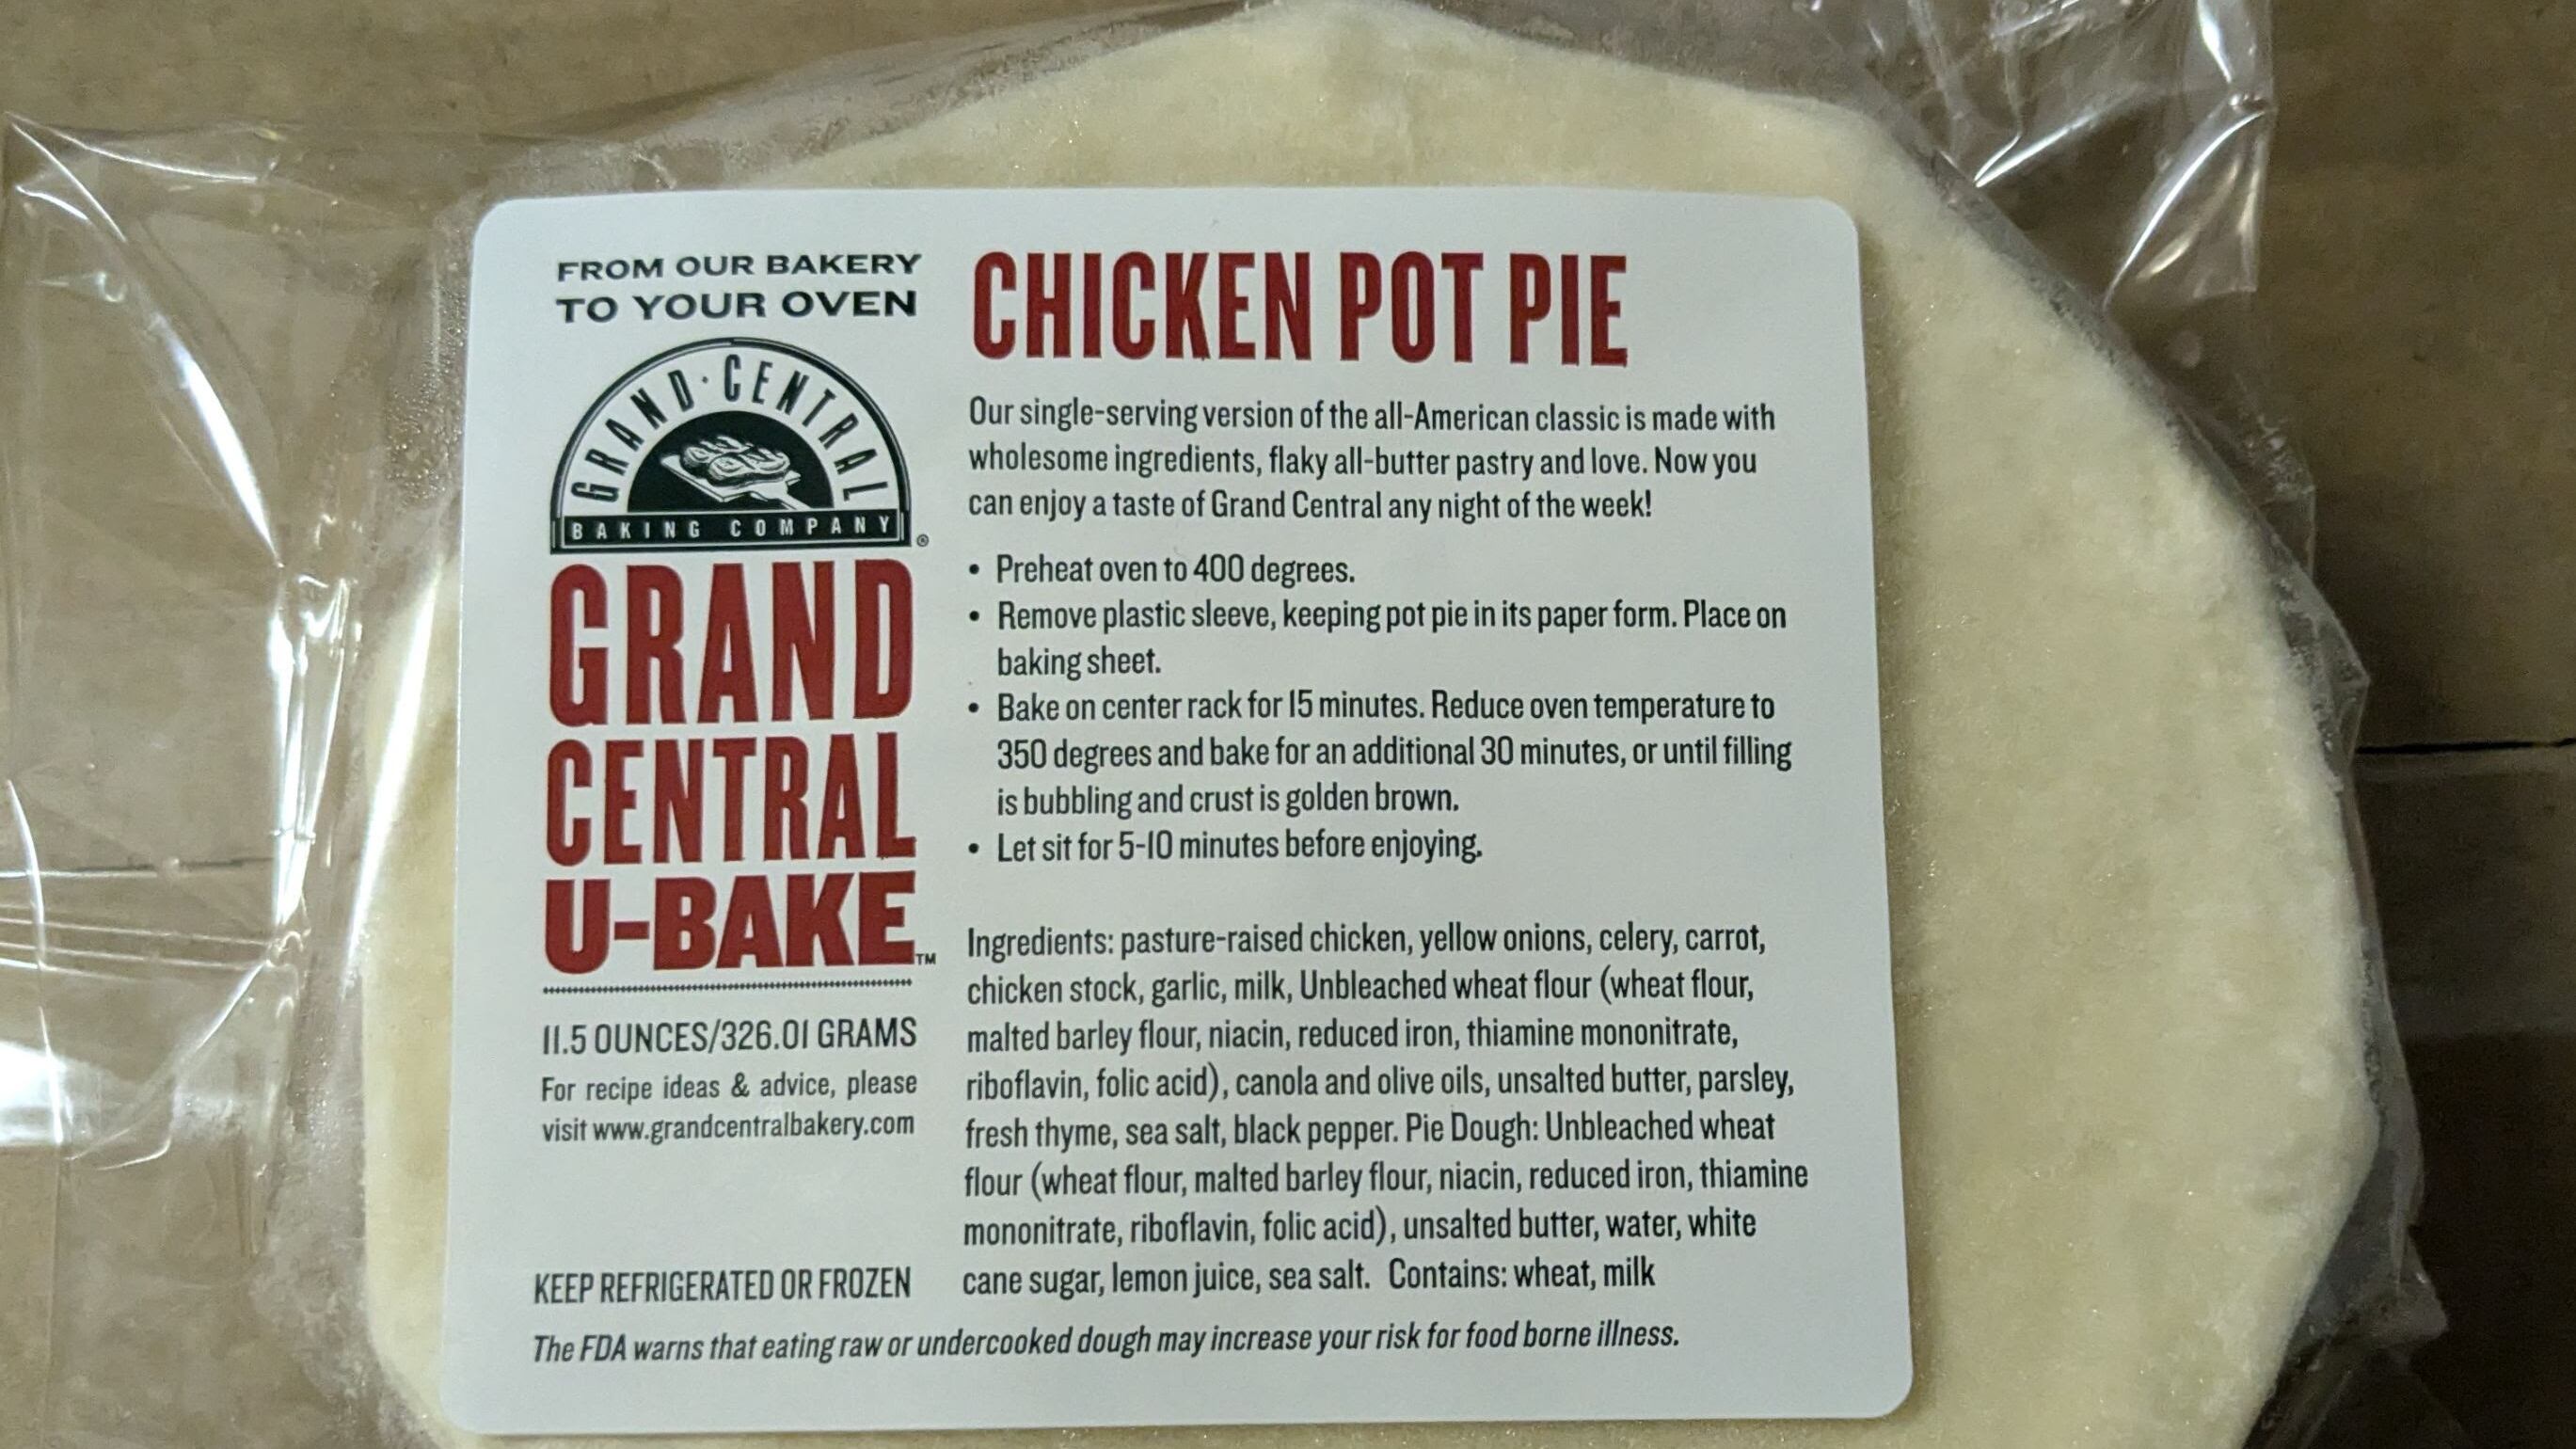 FROM OUR BAKERY
TO YOUR OVEN
GRAND · CENTRAL
BAKING COMPANY®
GRAND
CENTRAL
U-BAKE™
11.5 OUNCES/326.01 GRAMS
For recipe ideas & advice, please
visit www.grandcentralbakery.com
KEEP REFRIGERATED OR FROZEN
CHICKEN POT PIE
Our single-serving version of the all-American classic is made with
wholesome ingredients, flaky all-butter pastry and love. Now you
can enjoy a taste of Grand Central any night of the week!
• Preheat oven to 400 degrees.
• Remove plastic sleeve, keeping pot pie in its paper form. Place on
baking sheet.
• Bake on center rack for 15 minutes. Reduce oven temperature to
350 degrees and bake for an additional 30 minutes, or until filling
is bubbling and crust is golden brown.
• Let sit for 5-10 minutes before enjoying.
Ingredients: pasture-raised chicken, yellow onions, celery, carrot,
chicken stock, garlic, milk, Unbleached wheat flour (wheat flour,
malted barley flour, niacin, reduced iron, thiamine mononitrate,
riboflavin, folic acid), canola and olive oils, unsalted butter, parsley,
fresh thyme, sea salt, black pepper. Pie Dough: Unbleached wheat
flour (wheat flour, malted barley flour, niacin, reduced iron, thiamine
mononitrate, riboflavin, folic acid), unsalted butter, water, white
cane sugar, lemon juice, sea salt. Contains: wheat, milk
The FDA warns that eating raw or undercooked dough may increase your risk for food borne illness.